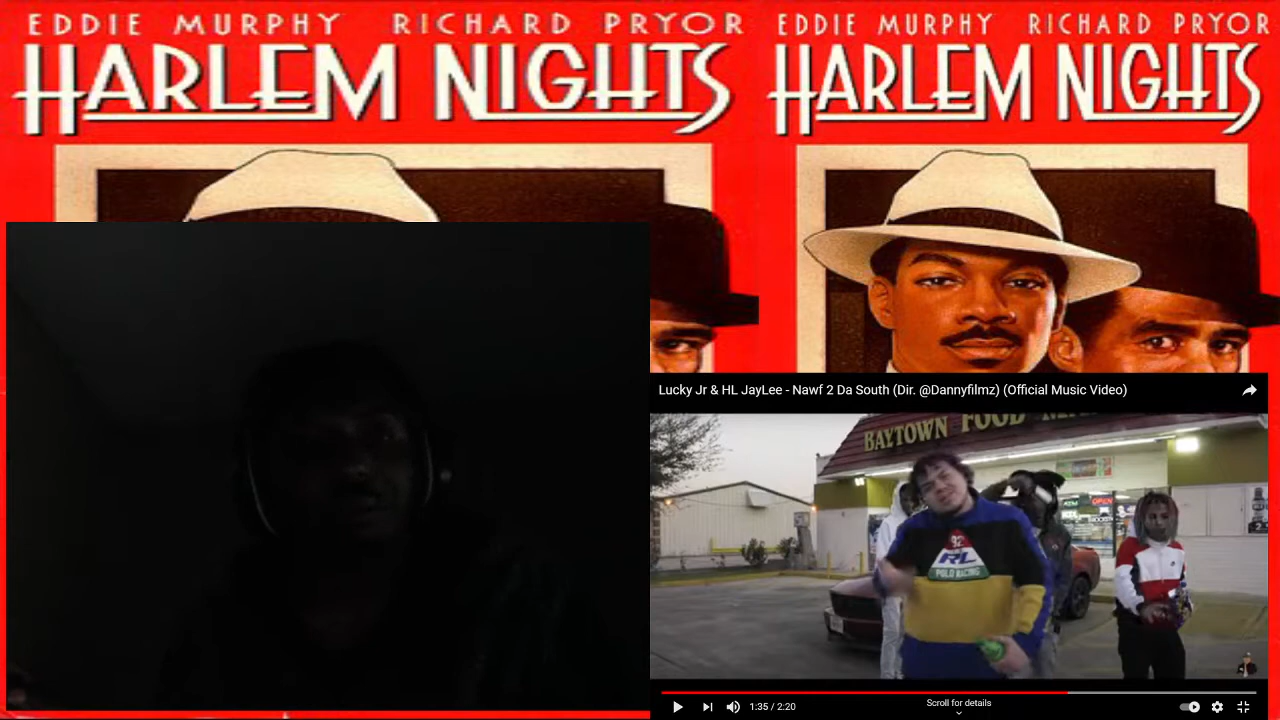 EDDIE MURPHY RICHARD PRYOR
HARLEM NIGHTS
EDDIE MURPHY RICHARD PRYOR
HARLEM NIGHTS
Lucky Jr & HL JayLee - Nawf 2 Da South (Dir. @Dannyfilmz) (Official Music Video)
BAYTOWN FOOD
OPEN
92
RL
POLO RACING
1:35 / 2:20
Scroll for details